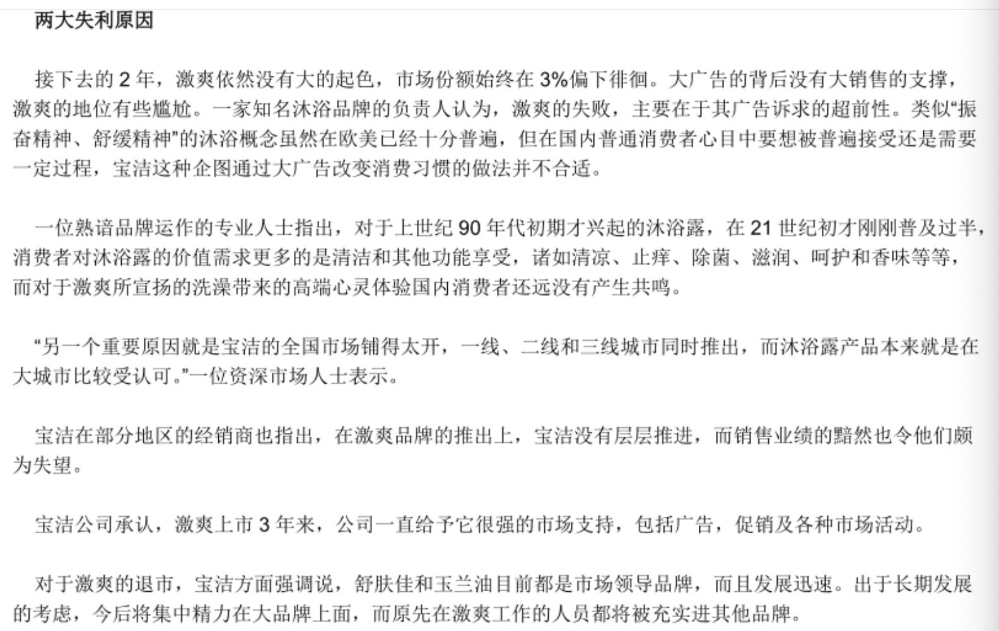 两大失利原因
接下去的 2 年，激爽依然没有大的起色，市场份额始终在 3%偏下徘徊。大广告的背后没有大销售的支撑，
激爽的地位有些尴尬。一家知名沐浴品牌的负责人认为，激爽的失败，主要在于其广告诉求的超前性。类似“振
奋精神、舒缓精神”的沐浴概念虽然在欧美已经十分普遍，但在国内普通消费者心目中要想被普遍接受还是需要
一定过程，宝洁这种企图通过大广告改变消费习惯的做法并不合适。
一位熟谙品牌运作的专业人士指出，对于上世纪 90 年代初期才兴起的沐浴露，在 21 世纪初才刚刚普及过半，
消费者对沐浴露的价值需求更多的是清洁和其他功能享受，诸如清凉、止痒、除菌、滋润、呵护和香味等等，
而对于激爽所宣扬的洗澡带来的高端心灵体验国内消费者还远没有产生共鸣。
“另一个重要原因就是宝洁的全国市场铺得太开，一线、二线和三线城市同时推出，而沐浴露产品本来就是在
大城市比较受认可。”一位资深市场人士表示。
宝洁在部分地区的经销商也指出，在激爽品牌的推出上，宝洁没有层层推进，而销售业绩的黯然也令他们颇
为失望。
宝洁公司承认，激爽上市 3 年来，公司一直给予它很强的市场支持，包括广告，促销及各种市场活动。
对于激爽的退市，宝洁方面强调说，舒肤佳和玉兰油目前都是市场领导品牌，而且发展迅速。出于长期发展
的考虑，今后将集中精力在大品牌上面，而原先在激爽工作的人员都将被充实进其他品牌。